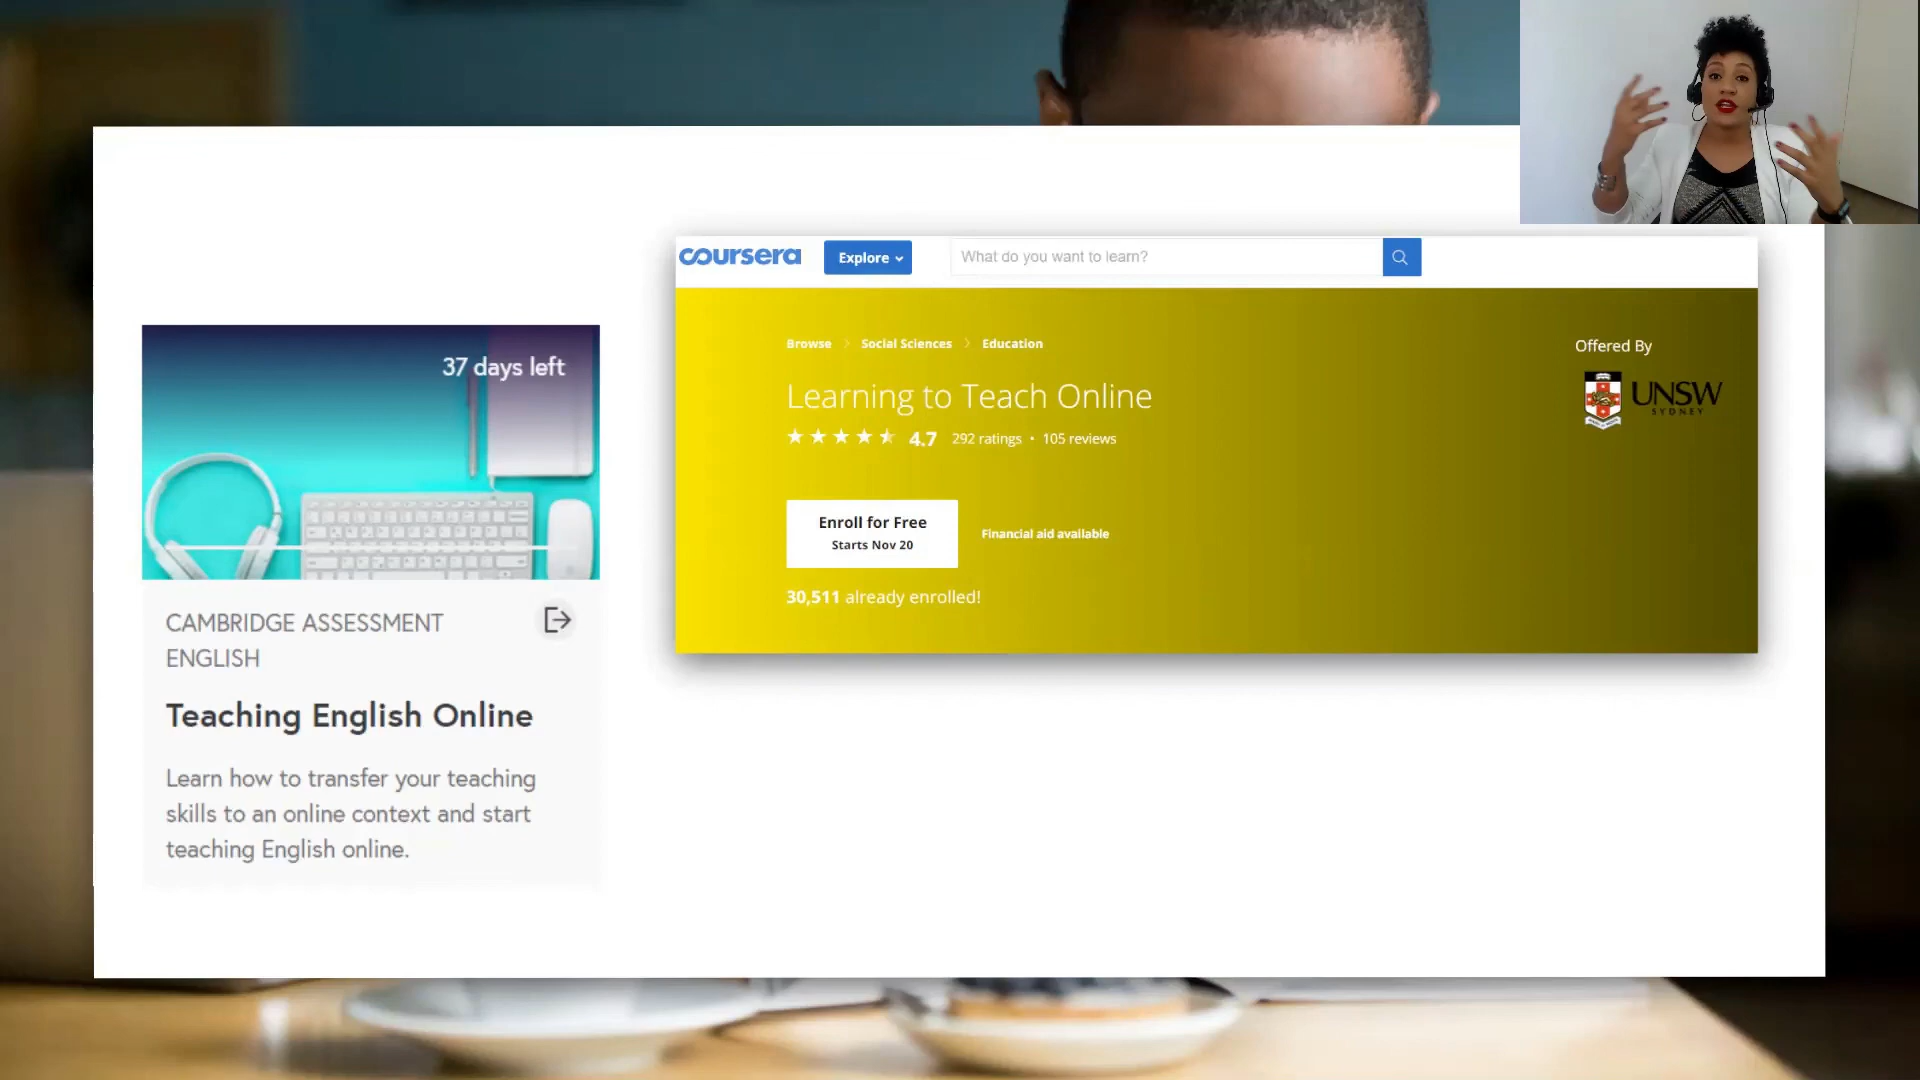 37 days left
CAMBRIDGE ASSESSMENT
ENGLISH
Teaching English Online
Learn how to transfer your teaching
skills to an online context and start
teaching English online.
coursera
Explore
What do you want to learn?
Browse > Social Sciences > Education
Learning to Teach Online
4.7 292 ratings • 105 reviews
Enroll for Free
Starts Nov 20
Financial aid available
30,511 already enrolled!
Offered By
UNSW
SYDNEY